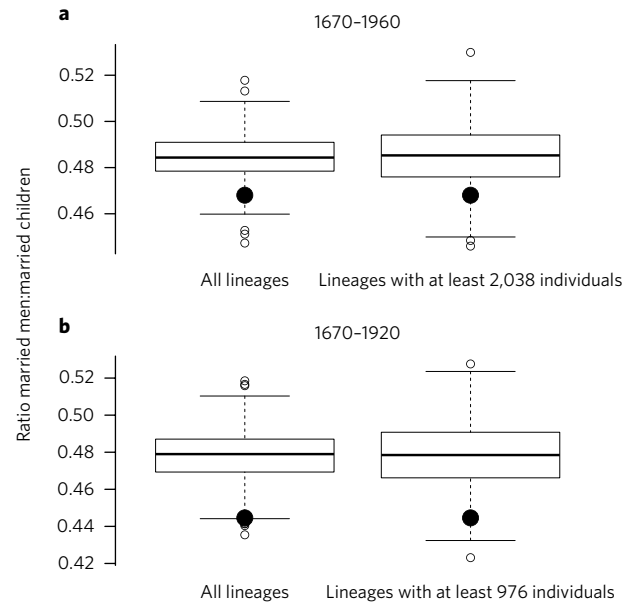 a
1670–1960
0.52
0.50
0.48
0.46
All lineages
Lineages with at least 2,038 individuals
Ratio married men:married children
b
1670–1920
0.52
0.50
0.48
0.46
0.44
0.42
All lineages
Lineages with at least 976 individuals